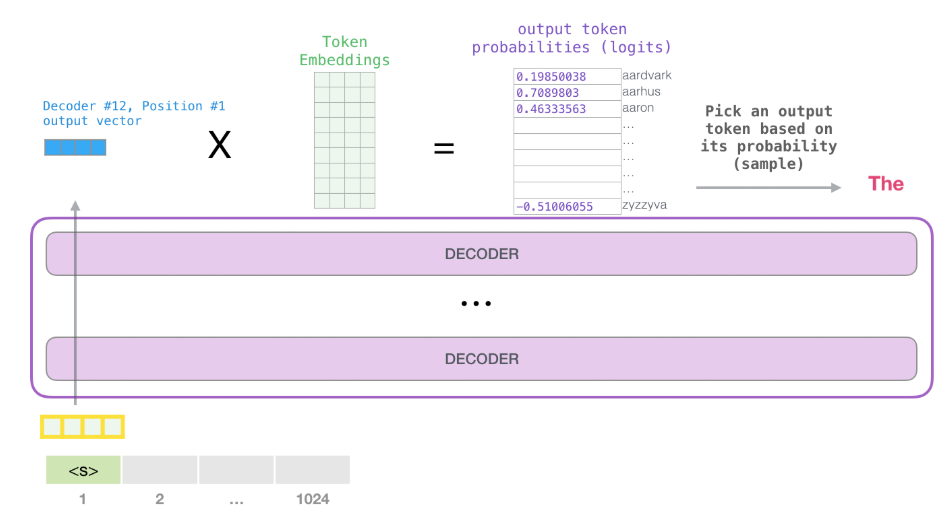 Token
Embeddings
output token
probabilities (logits)
Decoder #12, Position #1
output vector
X
=
0.19850038 aardvark
0.7089803 aarhus
0.46333563 aaron
...
...
...
...
...
-0.51006055 zyzzyva
Pick an output
token based on
its probability
(sample)
The
DECODER
...
DECODER
<s>
1 2 ... 1024